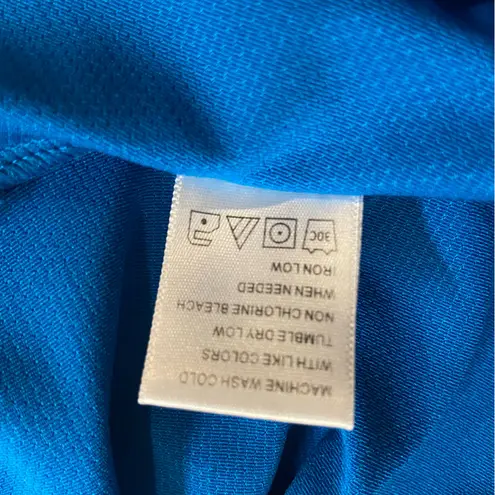 MACHINE WASH COLD
WITH LIKE COLORS
TUMBLE DRY LOW
NON CHLORINE BLEACH
WHEN NEEDED
IRON LOW
30C